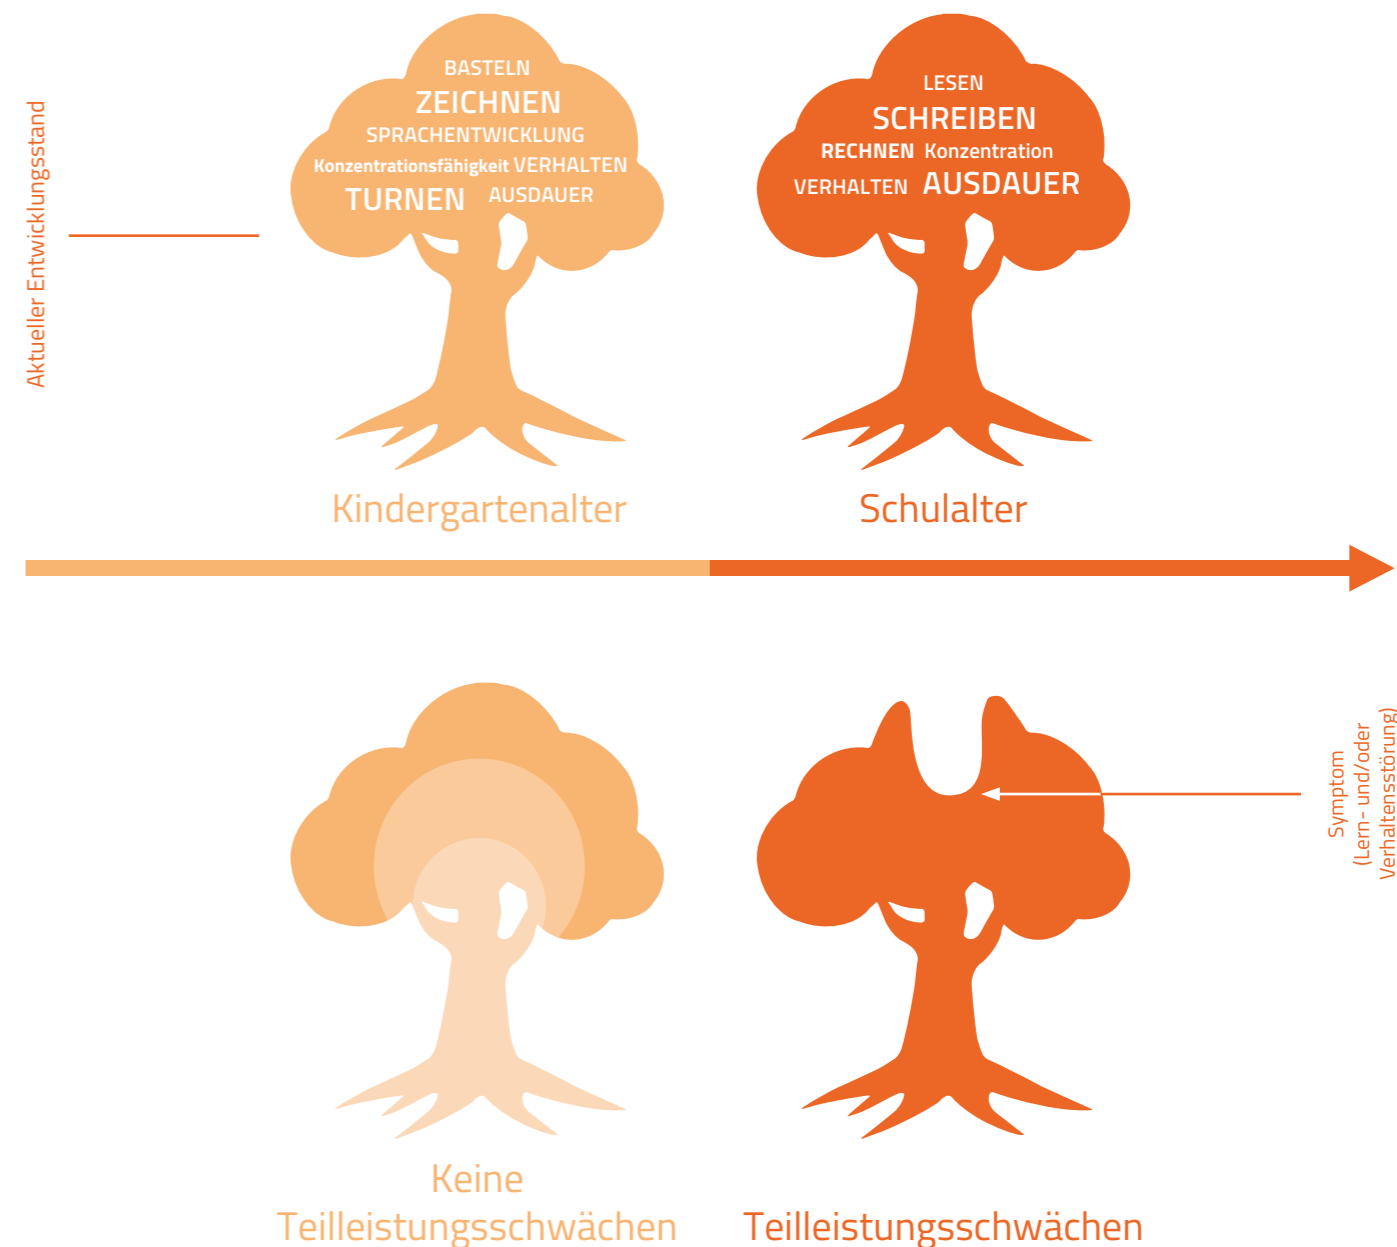 Aktueller Entwicklungsstand
BASTELN
ZEICHNEN
SPRACHENTWICKLUNG
Konzentrationsfähigkeit VERHALTEN
TURNEN AUSDAUER
Kindergartenalter
LESEN
SCHREIBEN
RECHNEN Konzentration
VERHALTEN AUSDAUER
Schulalter
Keine
Teilleistungsschwächen
Symptom
(Lern- und/oder
Verhaltensstörung)
Teilleistungsschwächen